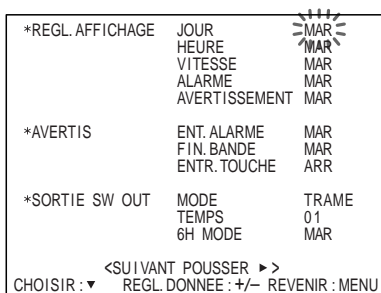 *REGL.AFFICHAGE JOUR MAR
HEURE MAR
VITESSE MAR
ALARME MAR
AVERTISSEMENT MAR
*AVERTIS ENT.ALARME MAR
FIN.BANDE MAR
ENTR.TOUCHE ARR
*SORTIE SW OUT MODE TRAME
TEMPS 01
6H MODE MAR
<SUIVANT POUSSER ►>
CHOISIR:▼ REGL.DONNEE:+/– REVENIR:MENU